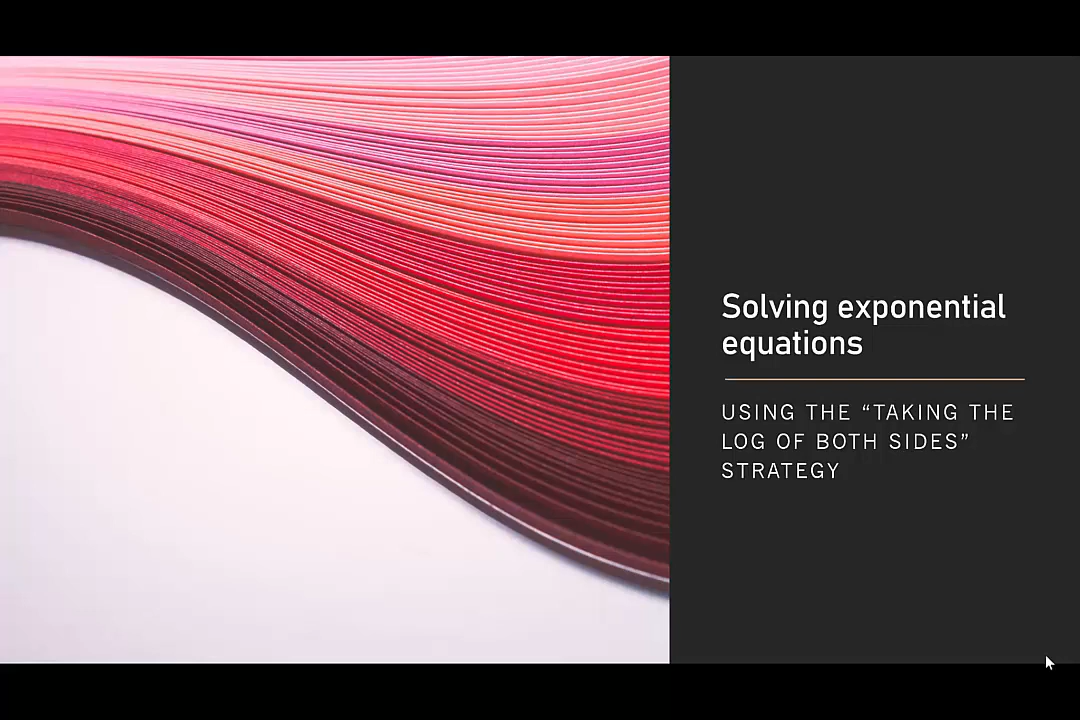 Solving exponential
equations
USING THE “TAKING THE
LOG OF BOTH SIDES”
STRATEGY